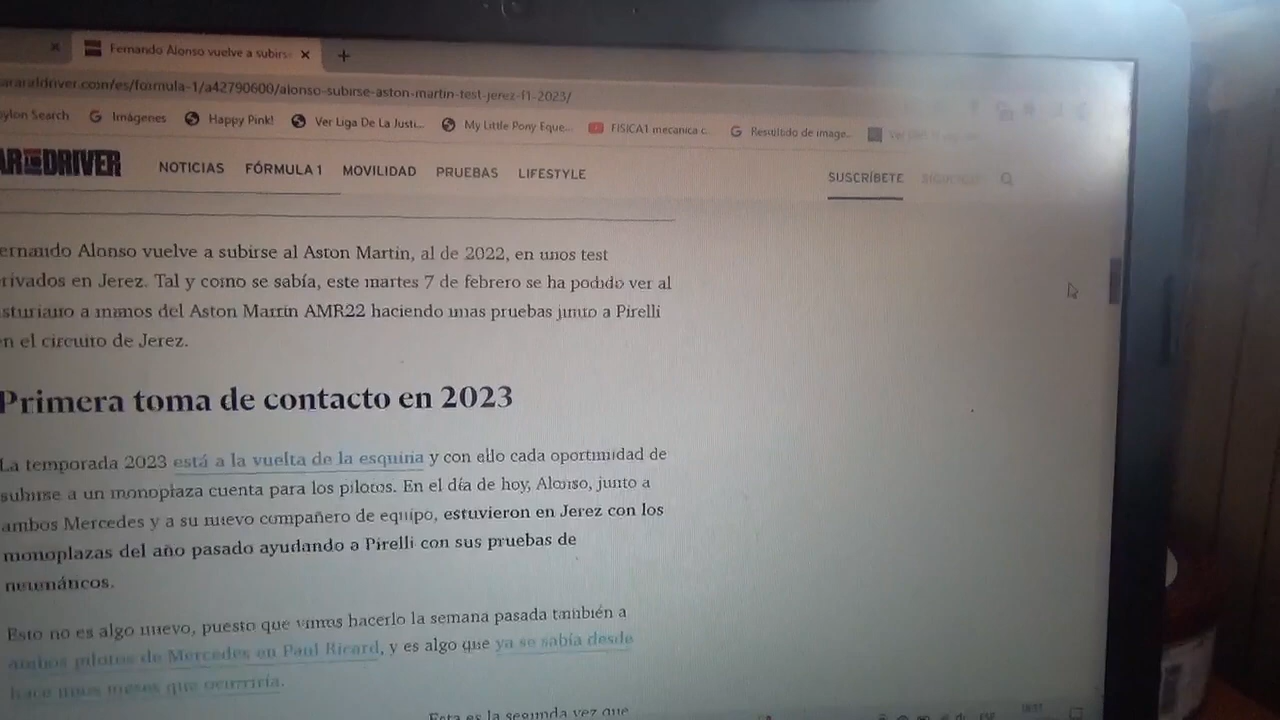 Fernando Alonso vuelve a subirs
driver.com/es/formula-1/a42790600/alonso-subirse-aston-martin-test-jerez-f1-2023/
ylon Search Imágenes Happy Pink! Ver Liga De La Justi... My Little Pony Eque... FISICA1 mecanica c... Resultado de image...
AR DRIVER NOTICIAS FÓRMULA 1 MOVILIDAD PRUEBAS LIFESTYLE SUSCRÍBETE
ernando Alonso vuelve a subirse al Aston Martin, al de 2022, en unos test
rivados en Jerez. Tal y como se sabía, este martes 7 de febrero se ha podido ver al
sturiano a manos del Aston Martin AMR22 haciendo unas pruebas junto a Pirelli
n el circuito de Jerez.
Primera toma de contacto en 2023
La temporada 2023 está a la vuelta de la esquina y con ello cada oportunidad de
subirse a un monoplaza cuenta para los pilotos. En el día de hoy, Alonso, junto a
ambos Mercedes y a su nuevo compañero de equipo, estuvieron en Jerez con los
monoplazas del año pasado ayudando a Pirelli con sus pruebas de
neumáticos.
Esto no es algo nuevo, puesto que vimos hacerlo la semana pasada también a
ambos pilotos de Mercedes en Paul Ricard, y es algo que ya se sabía desde
hace unos meses que ocurriría.
Esta es la segunda vez que